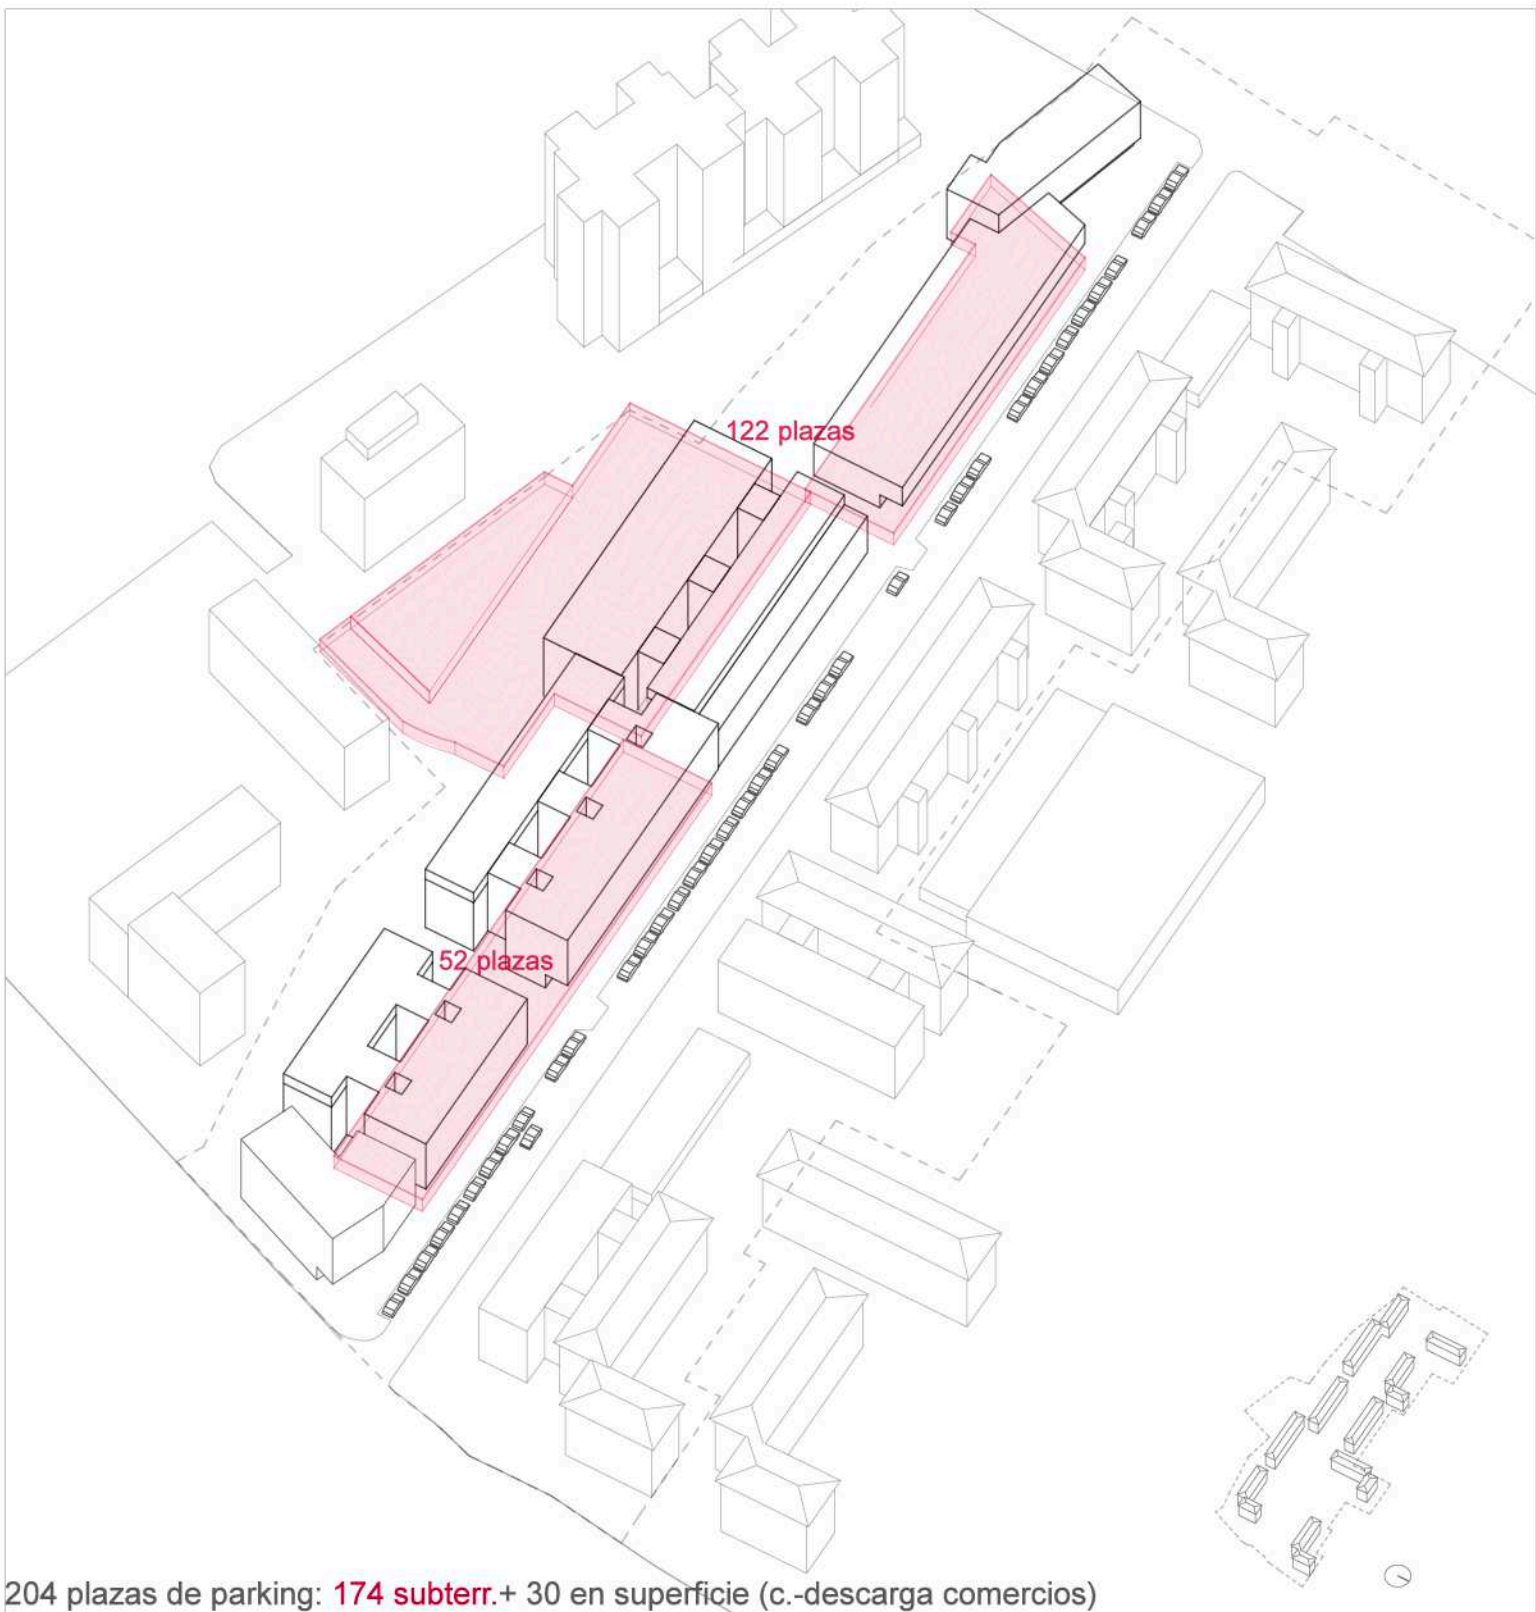 122 plazas
52 plazas
204 plazas de parking: 174 subterr.+ 30 en superficie (c.-descarga comercios)